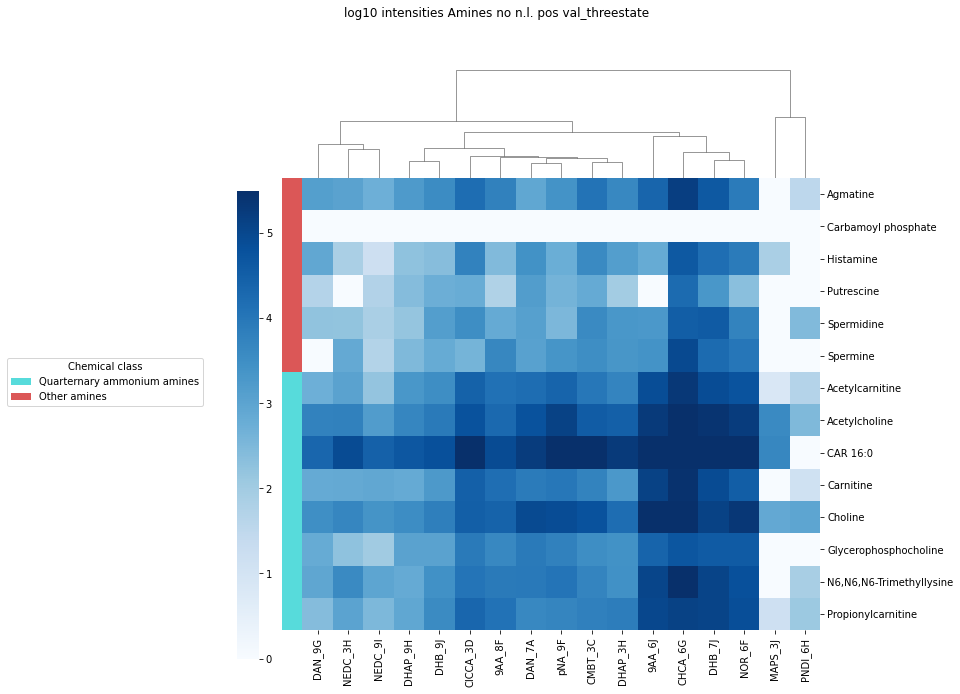 log10 intensities Amines no n.l. pos val_threestate
Chemical class
Quarternary ammonium amines
Other amines
5
4
3
2
1
0
Agmatine
Carbamoyl phosphate
Histamine
Putrescine
Spermidine
Spermine
Acetylcarnitine
Acetylcholine
CAR 16:0
Carnitine
Choline
Glycerophosphocholine
N6,N6,N6-Trimethyllysine
Propionylcarnitine
DAN_9G
NEDC_3H
NEDC_9I
DHAP_9H
DHB_9J
ClCCA_3D
9AA_8F
DAN_7A
pNA_9F
CMBT_3C
DHAP_3H
9AA_6J
CHCA_6G
DHB_7J
NOR_6F
MAPS_3J
PNDI_6H